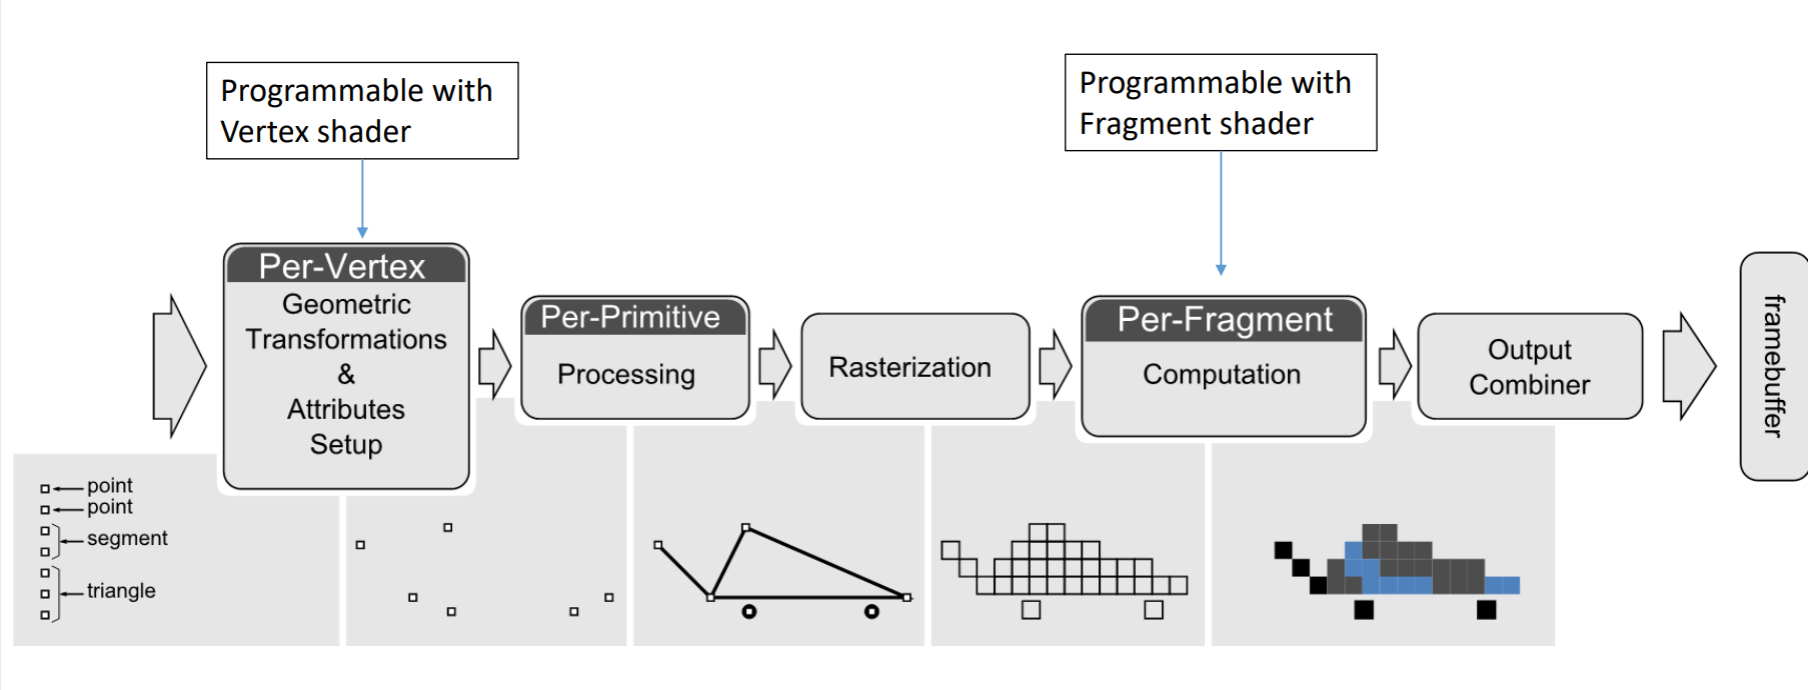 Programmable with
Vertex shader
Programmable with
Fragment shader
Per-Vertex
Geometric
Transformations
&
Attributes
Setup
Per-Primitive
Processing
Rasterization
Per-Fragment
Computation
Output
Combiner
framebuffer
point
point
segment
triangle